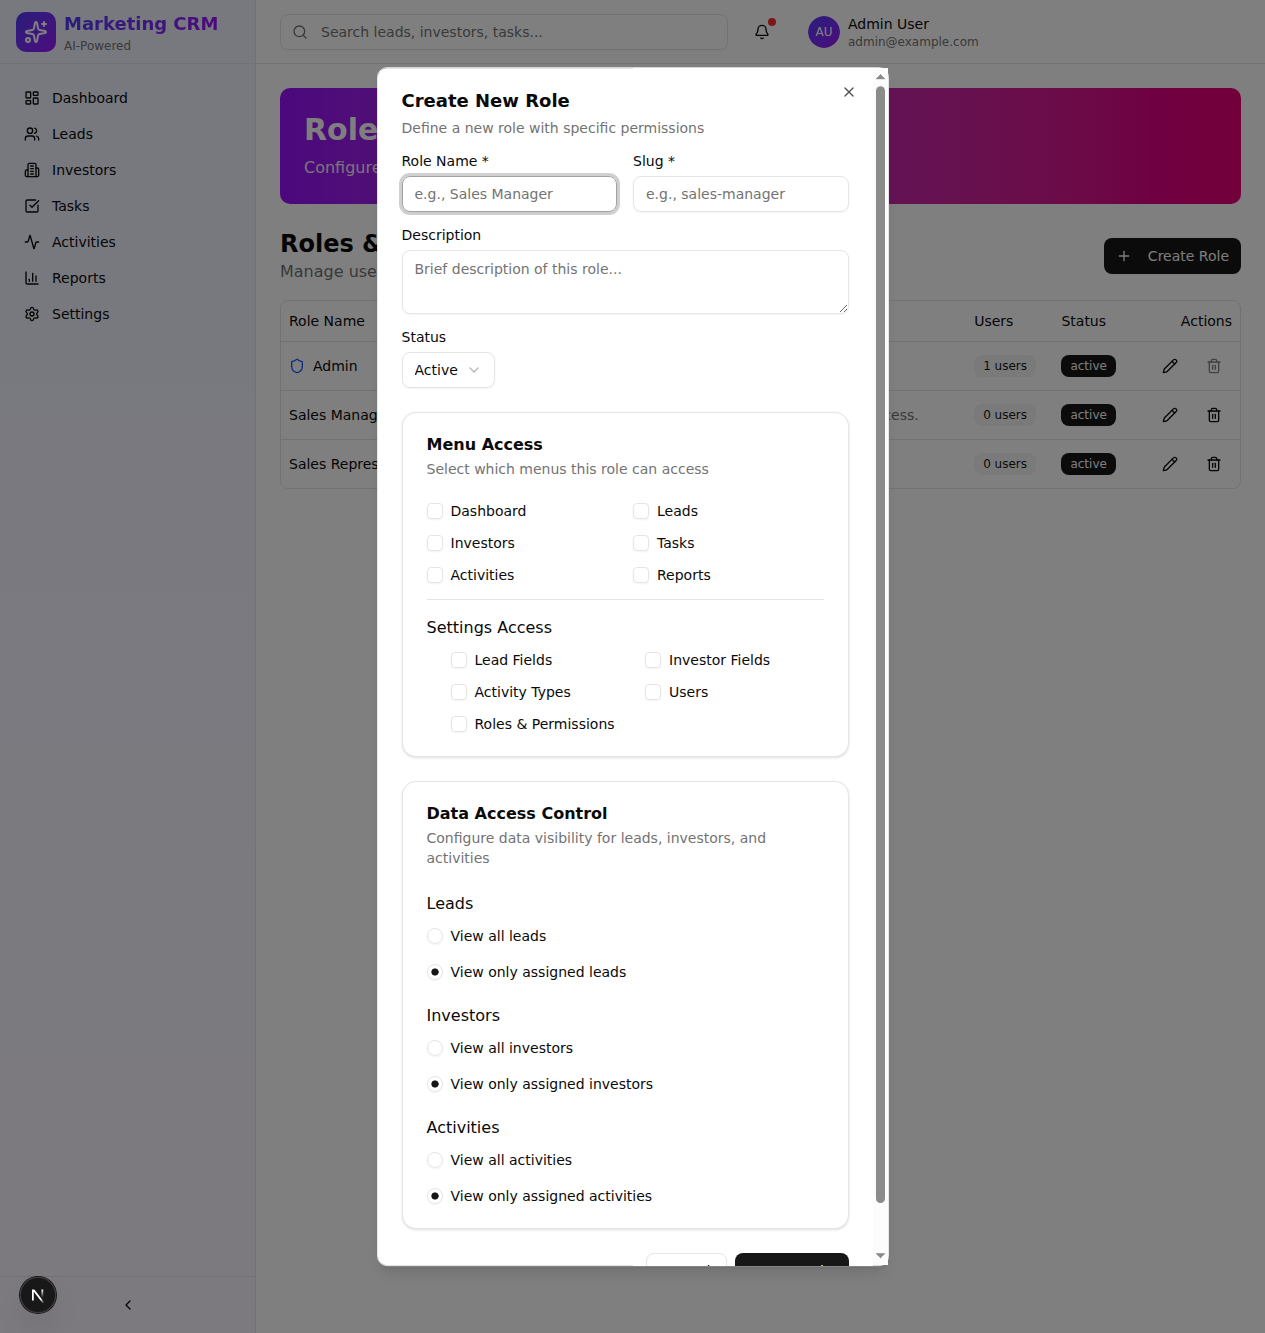 Marketing CRM
AI-Powered
Search leads, investors, tasks...
AU
Admin User
admin@example.com
Dashboard
Leads
Investors
Tasks
Activities
Reports
Settings
Role
Configure
Roles &
Manage use
Create Role
Role Name
Users
Status
Actions
Admin
1 users
active
Sales Manag
cess.
0 users
active
Sales Repres
0 users
active
Create New Role
Define a new role with specific permissions
Role Name *
Slug *
e.g., Sales Manager
e.g., sales-manager
Description
Brief description of this role...
Status
Active
Menu Access
Select which menus this role can access
Dashboard
Leads
Investors
Tasks
Activities
Reports
Settings Access
Lead Fields
Investor Fields
Activity Types
Users
Roles & Permissions
Data Access Control
Configure data visibility for leads, investors, and
activities
Leads
View all leads
View only assigned leads
Investors
View all investors
View only assigned investors
Activities
View all activities
View only assigned activities
N